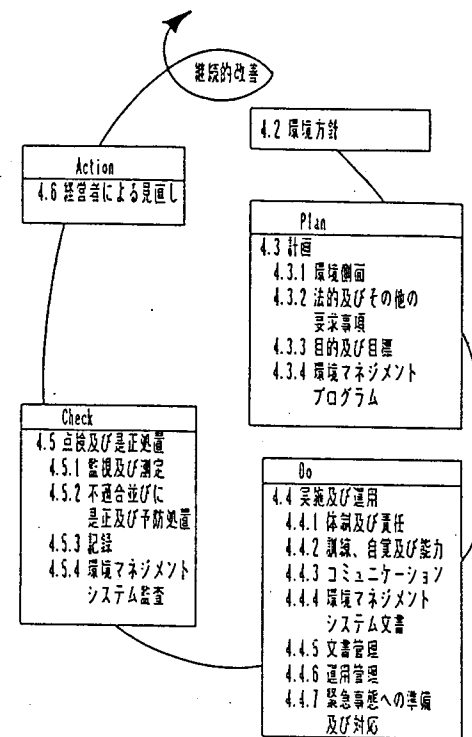 継続的改善
4.2 環境方針
Action
4.6 経営者による見直し
Plan
4.3 計画
4.3.1 環境側面
4.3.2 法的及びその他の
要求事項
4.3.3 目的及び目標
4.3.4 環境マネジメント
プログラム
Check
4.5 点検及び是正処置
4.5.1 監視及び測定
4.5.2 不適合並びに
是正及び予防処置
4.5.3 記録
4.5.4 環境マネジメント
システム監査
Do
4.4 実施及び運用
4.4.1 体制及び責任
4.4.2 訓練、自覚及び能力
4.4.3 コミュニケーション
4.4.4 環境マネジメント
システム文書
4.4.5 文書管理
4.4.6 運用管理
4.4.7 緊急事態への準備
及び対応